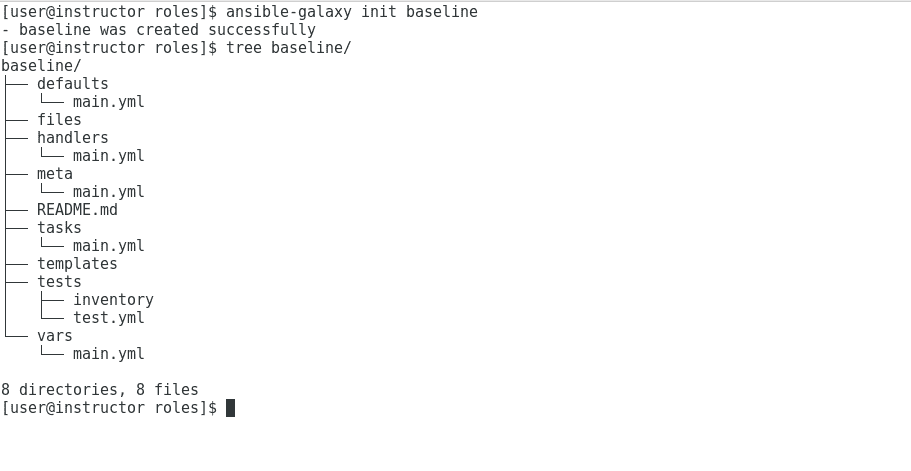 [user@instructor roles]$ ansible-galaxy init baseline
- baseline was created successfully
[user@instructor roles]$ tree baseline/
baseline/
├── defaults
│   └── main.yml
├── files
├── handlers
│   └── main.yml
├── meta
│   └── main.yml
├── README.md
├── tasks
│   └── main.yml
├── templates
├── tests
│   ├── inventory
│   └── test.yml
└── vars
    └── main.yml

8 directories, 8 files
[user@instructor roles]$